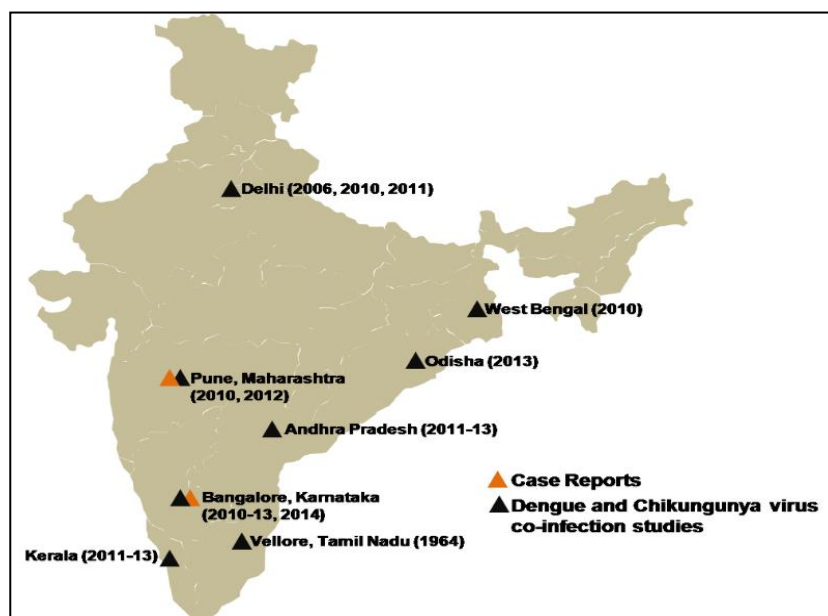 Delhi (2006, 2010, 2011)
West Bengal (2010)
Odisha (2013)
Pune, Maharashtra
(2010, 2012)
Andhra Pradesh (2011-13)
Case Reports
Dengue and Chikungunya virus
co-infection studies
Bangalore, Karnataka
(2010-13, 2014)
Vellore, Tamil Nadu (1964)
Kerala (2011-13)